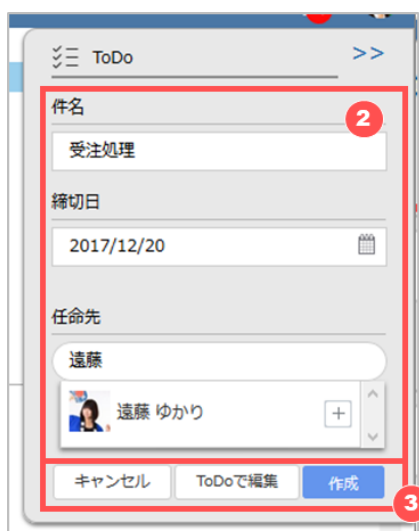 ToDo >>
件名
2
受注処理
締切日
2017/12/20
任命先
遠藤
遠藤 ゆかり +
キャンセル ToDoで編集 作成
3